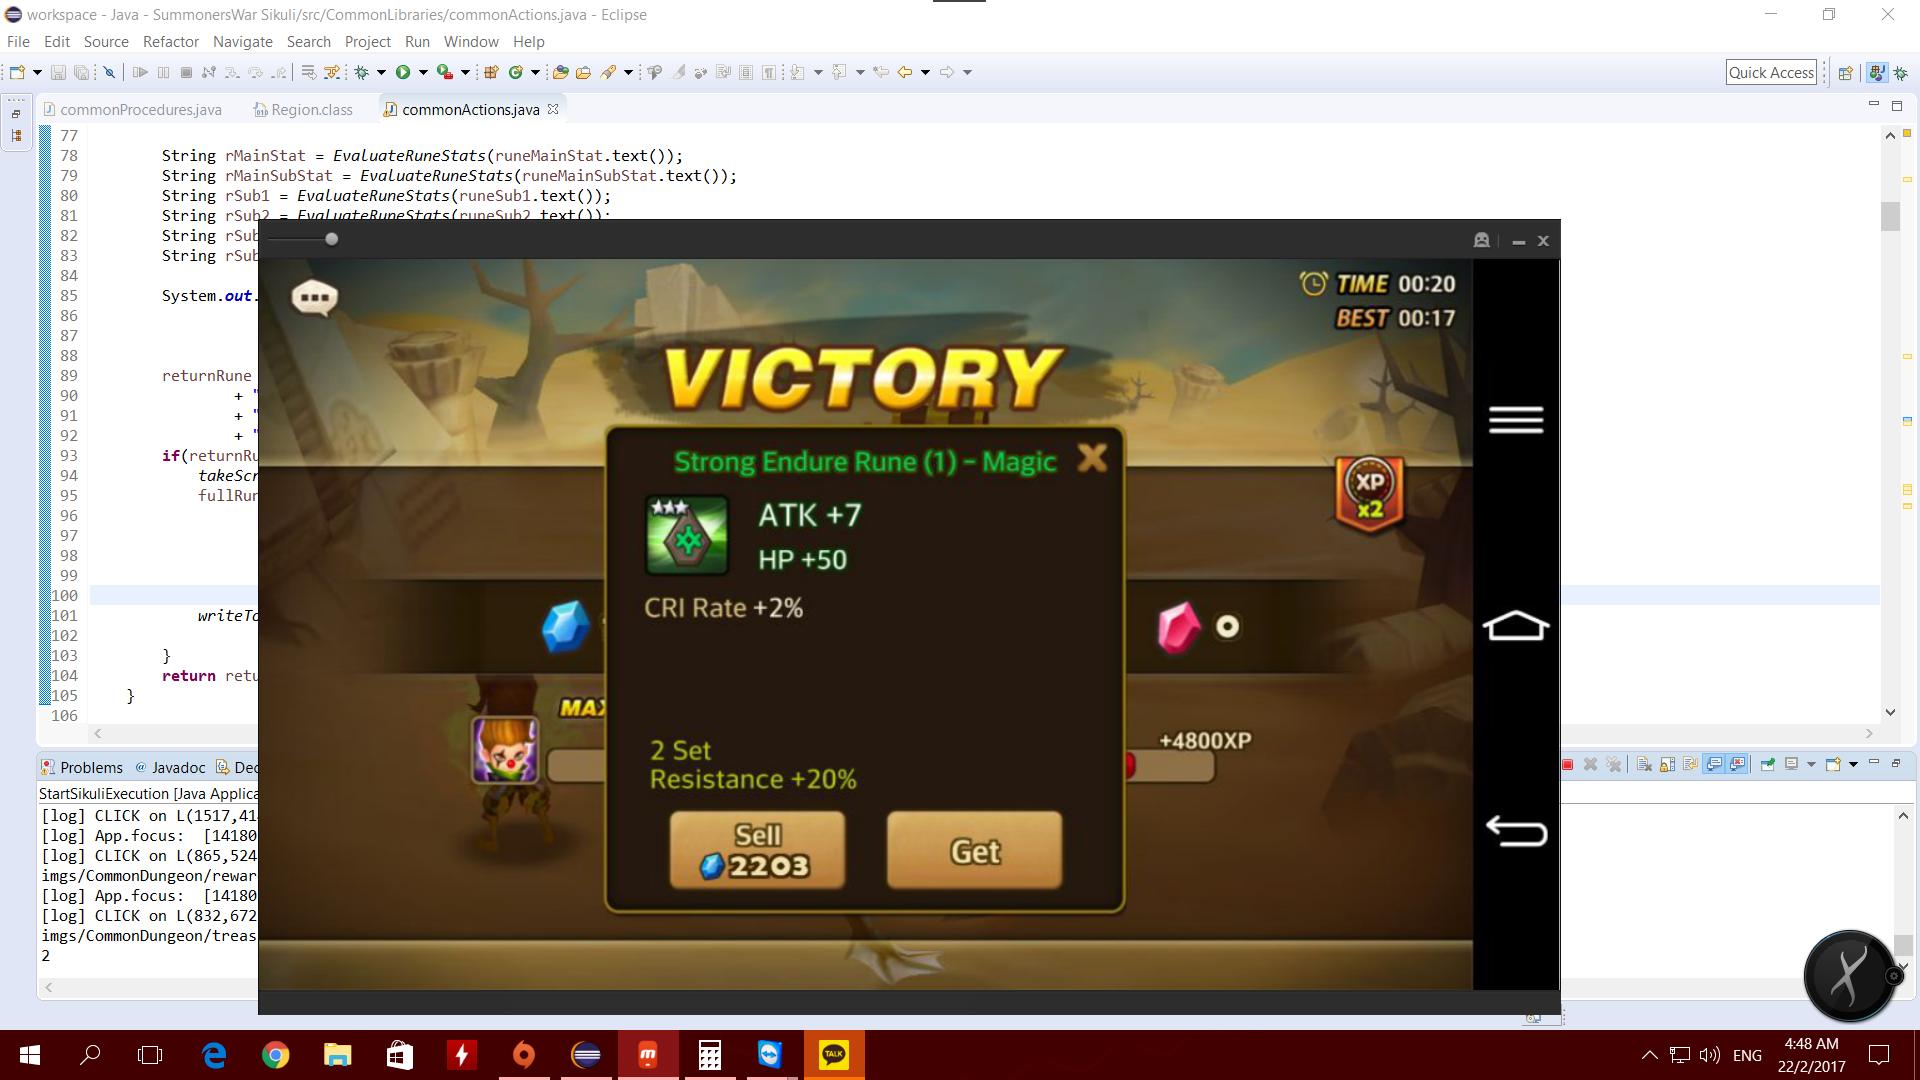 workspace - Java - SummonersWar Sikuli/src/CommonLibraries/commonActions.java - Eclipse
File Edit Source Refactor Navigate Search Project Run Window Help
Quick Access
commonProcedures.java Region.class commonActions.java
77
78 String rMainStat = EvaluateRuneStats(runeMainStat.text());
79 String rMainSubStat = EvaluateRuneStats(runeMainSubStat.text());
80 String rSub1 = EvaluateRuneStats(runeSub1.text());
81 String rSub2 = EvaluateRuneStats(runeSub2.text());
82 String rSub
83 String rSub
84
85 System.out.
86
87
88
89 returnRune
90 + "
91 + "
92 + "
93 if(returnRu
94 takeScr
95 fullRun
96
97
98
99
100
101 writeTo
102
103 }
104 return retu
105 }
106
TIME 00:20
BEST 00:17
VICTORY
Strong Endure Rune (1) - Magic
ATK +7
HP +50
CRI Rate +2%
XP
x2
0
MAX
+4800XP
2 Set
Resistance +20%
Sell
2203
Get
Problems @ Javadoc Dec
StartSikuliExecution [Java Applica
[log] CLICK on L(1517,41
[log] App.focus: [14180
[log] CLICK on L(865,524
imgs/CommonDungeon/rewar
[log] App.focus: [14180
[log] CLICK on L(832,672
imgs/CommonDungeon/treas
2
TALK
ENG
4:48 AM
22/2/2017